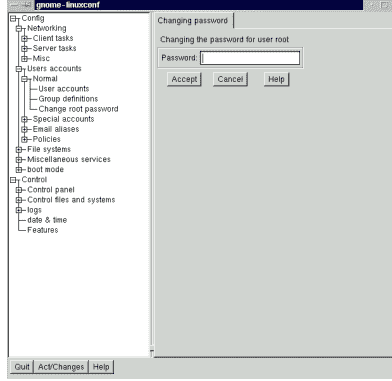 gnome-linuxconf
Config
Networking
Client tasks
Server tasks
Misc
Users accounts
Normal
User accounts
Group definitions
Change root password
Special accounts
Email aliases
Policies
File systems
Miscellaneous services
boot mode
Control
Control panel
Control files and systems
logs
date & time
Features
Changing password
Changing the password for user root
Password:
Accept Cancel Help
Quit Act/Changes Help